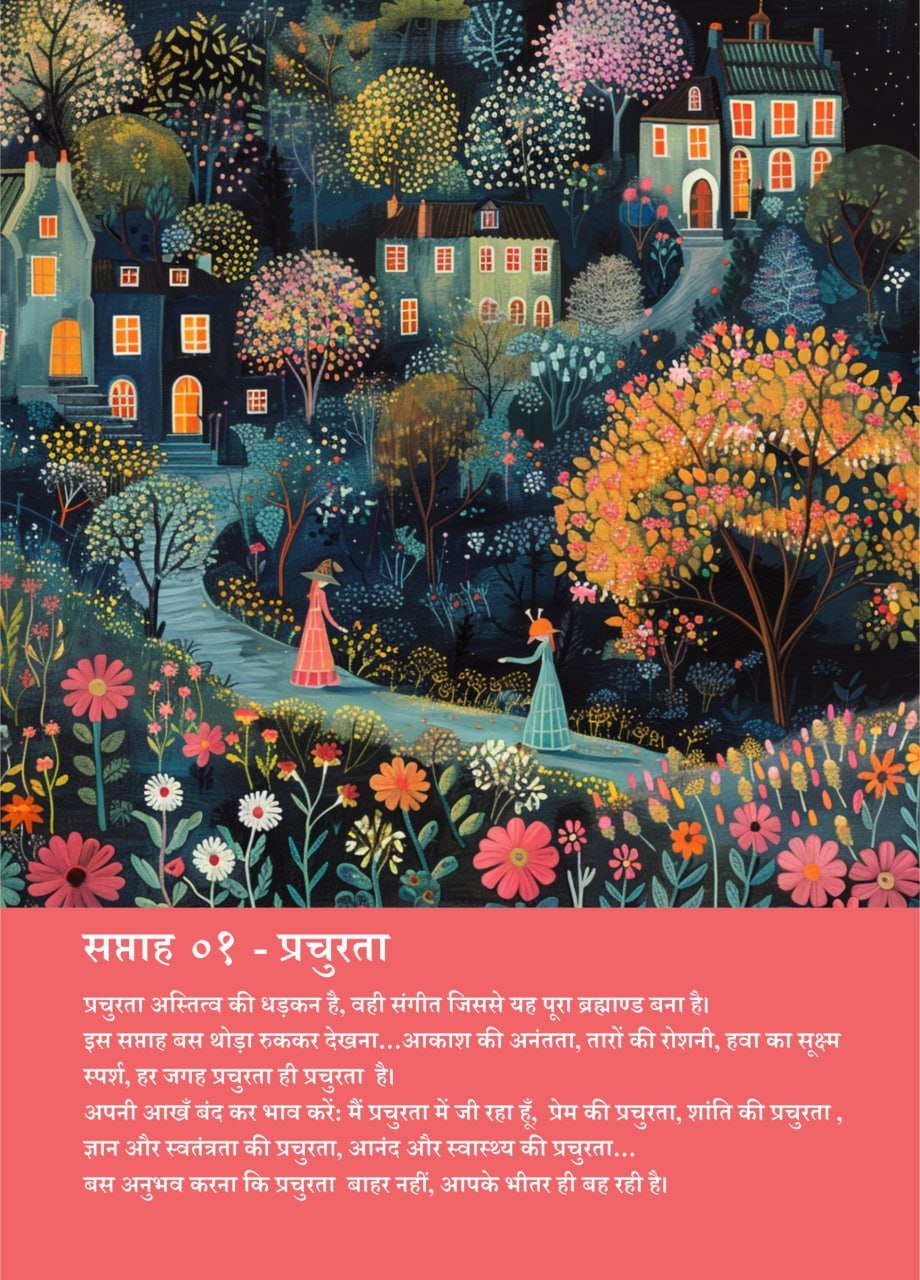 सप्ताह ०१ - प्रचुरता
प्रचुरता अस्तित्व की धड़कन है, वही संगीत जिससे यह पूरा ब्रह्माण्ड बना है।
इस सप्ताह बस थोड़ा रुककर देखना...आकाश की अनंतता, तारों की रोशनी, हवा का सूक्ष्म
स्पर्श, हर जगह प्रचुरता ही प्रचुरता है।
अपनी आखँ बंद कर भाव करें: मैं प्रचुरता में जी रहा हूँ, प्रेम की प्रचुरता, शांति की प्रचुरता ,
ज्ञान और स्वतंत्रता की प्रचुरता, आनंद और स्वास्थ्य की प्रचुरता...
बस अनुभव करना कि प्रचुरता बाहर नहीं, आपके भीतर ही बह रही है।